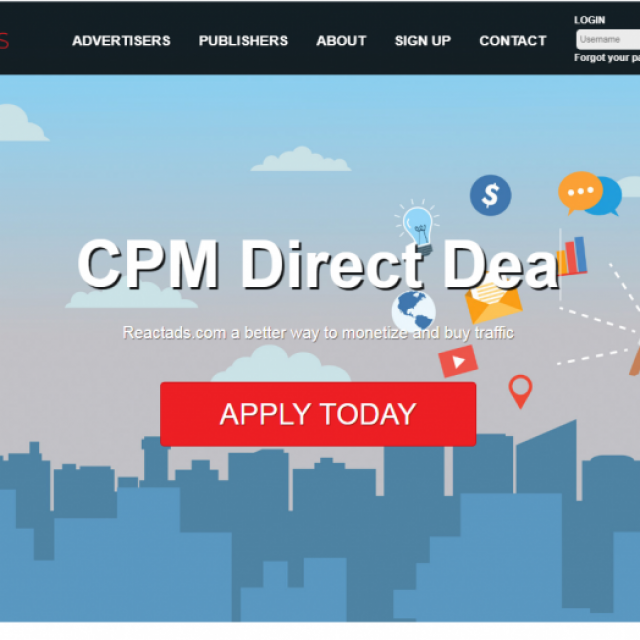 S
ADVERTISERS PUBLISHERS ABOUT SIGN UP CONTACT
LOGIN
Username
Forgot your pa
CPM Direct Dea
Reactads.com a better way to monetize and buy traffic
APPLY TODAY